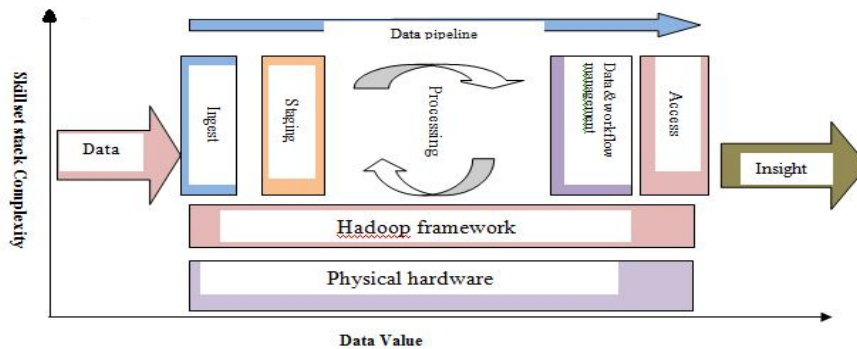 Data pipeline
Skill set stack Complexity
Data
Ingest
Staging
Processing
Data & workflow
management
Access
Insight
Hadoop framework
Physical hardware
Data Value